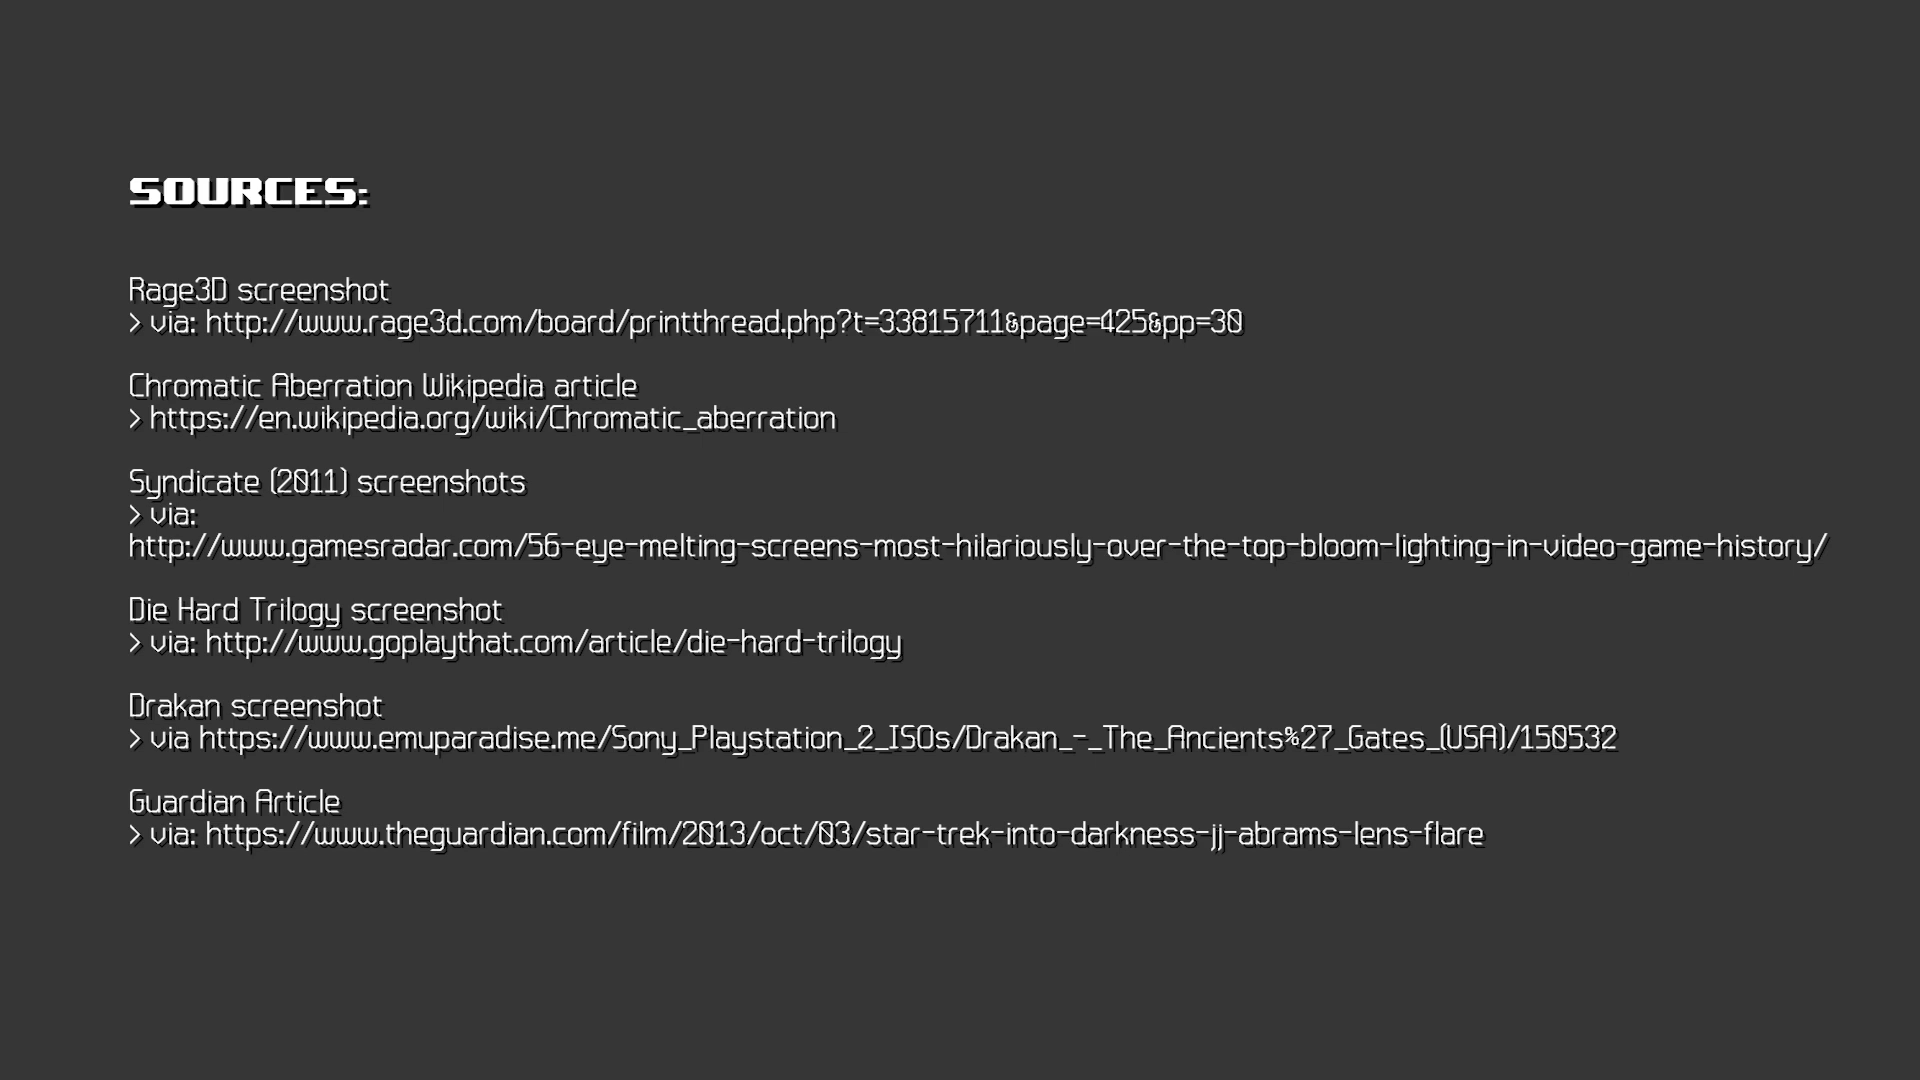 SOURCES:
Rage3D screenshot
> via: http://www.rage3d.com/board/printthread.php?t=33815711&page=425&pp=30
Chromatic Aberration Wikipedia article
> https://en.wikipedia.org/wiki/Chromatic_aberration
Syndicate (2011) screenshots
> via:
http://www.gamesradar.com/56-eye-melting-screens-most-hilariously-over-the-top-bloom-lighting-in-video-game-history/
Die Hard Trilogy screenshot
> via: http://www.goplaythat.com/article/die-hard-trilogy
Drakan screenshot
> via https://www.emuparadise.me/Sony_Playstation_2_ISOs/Drakan_-_The_Ancients%27_Gates_(USA)/150532
Guardian Article
> via: https://www.theguardian.com/film/2013/oct/03/star-trek-into-darkness-jj-abrams-lens-flare